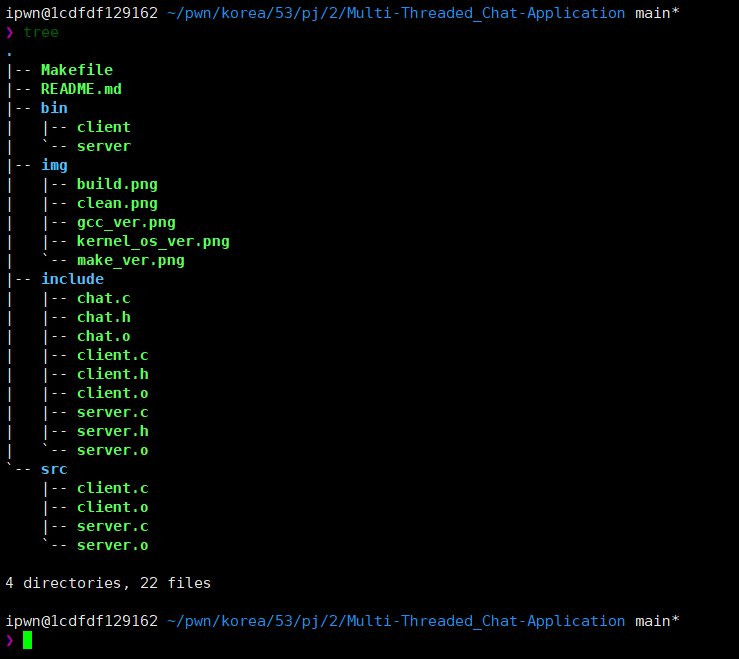 ipwn@1cdfdf129162 ~/pwn/korea/53/pj/2/Multi-Threaded_Chat-Application main*
❯ tree
.
|-- Makefile
|-- README.md
|-- bin
|   |-- client
|   `-- server
|-- img
|   |-- build.png
|   |-- clean.png
|   |-- gcc_ver.png
|   |-- kernel_os_ver.png
|   `-- make_ver.png
|-- include
|   |-- chat.c
|   |-- chat.h
|   |-- chat.o
|   |-- client.c
|   |-- client.h
|   |-- client.o
|   |-- server.c
|   |-- server.h
|   `-- server.o
`-- src
    |-- client.c
    |-- client.o
    |-- server.c
    `-- server.o
4 directories, 22 files
ipwn@1cdfdf129162 ~/pwn/korea/53/pj/2/Multi-Threaded_Chat-Application main*
❯